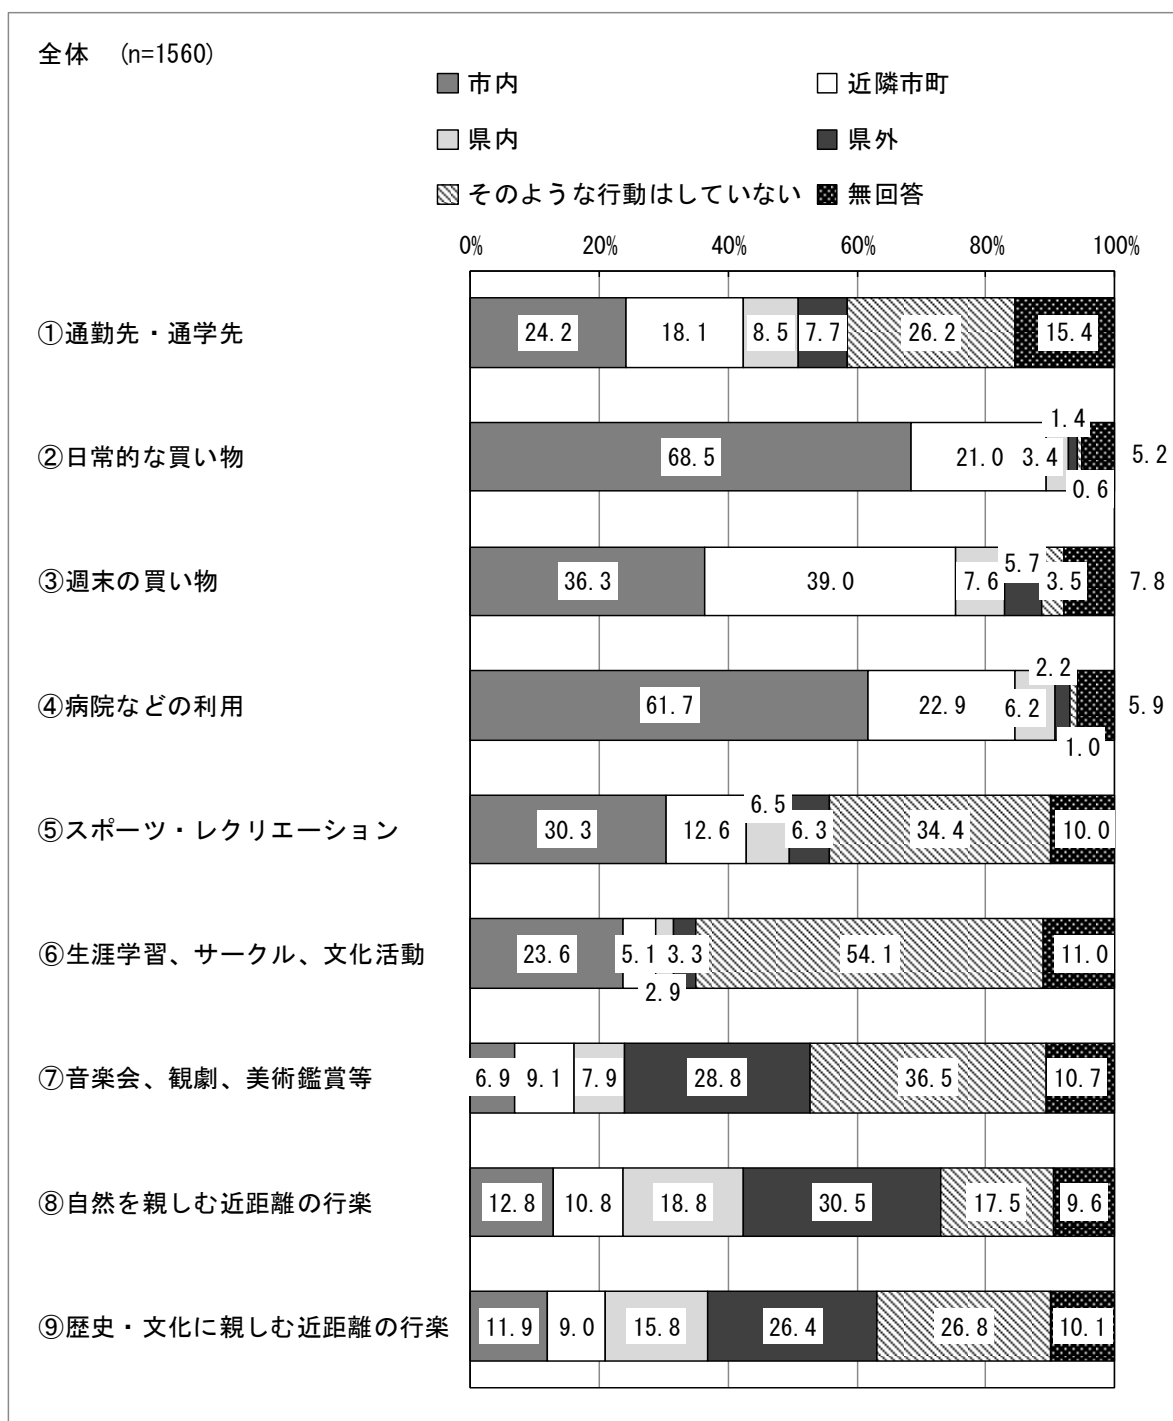 全体 (n=1560)
市内 近隣市町
県内 県外
そのような行動はしていない 無回答
0% 20% 40% 60% 80% 100%
①通勤先・通学先 24.2 18.1 8.5 7.7 26.2 15.4
②日常的な買い物 68.5 21.0 3.4 1.4 0.6 5.2
③週末の買い物 36.3 39.0 7.6 5.7 3.5 7.8
④病院などの利用 61.7 22.9 6.2 2.2 1.0 5.9
⑤スポーツ・レクリエーション 30.3 12.6 6.5 6.3 34.4 10.0
⑥生涯学習、サークル、文化活動 23.6 5.1 2.9 3.3 54.1 11.0
⑦音楽会、観劇、美術鑑賞等 6.9 9.1 7.9 28.8 36.5 10.7
⑧自然を親しむ近距離の行楽 12.8 10.8 18.8 30.5 17.5 9.6
⑨歴史・文化に親しむ近距離の行楽 11.9 9.0 15.8 26.4 26.8 10.1